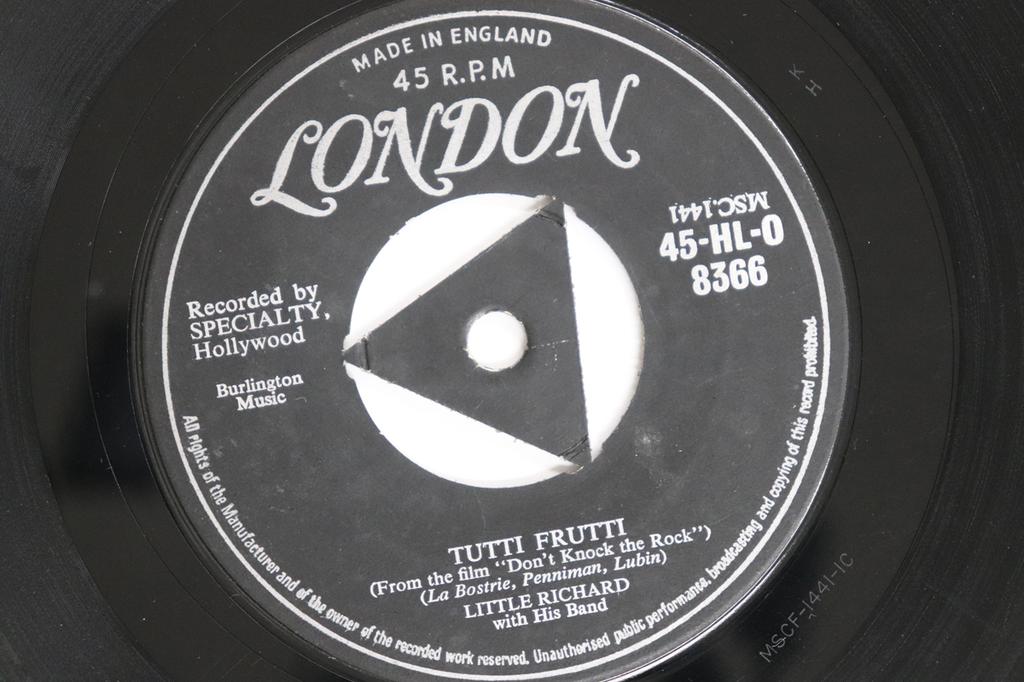 MADE IN ENGLAND
45 R.P.M
LONDON
MSC.1441
45-HL-O
8366
Recorded by
SPECIALTY,
Hollywood
Burlington
Music
TUTTI FRUTTI
(From the film "Don't Knock the Rock")
(La Bostrie, Penniman, Lubin)
LITTLE RICHARD
with His Band
All rights of the Manufacturer and of the owner of the recorded work reserved. Unauthorised public performance, broadcasting and copying of this record prohibited.
K
H
MSCF-1441-1C